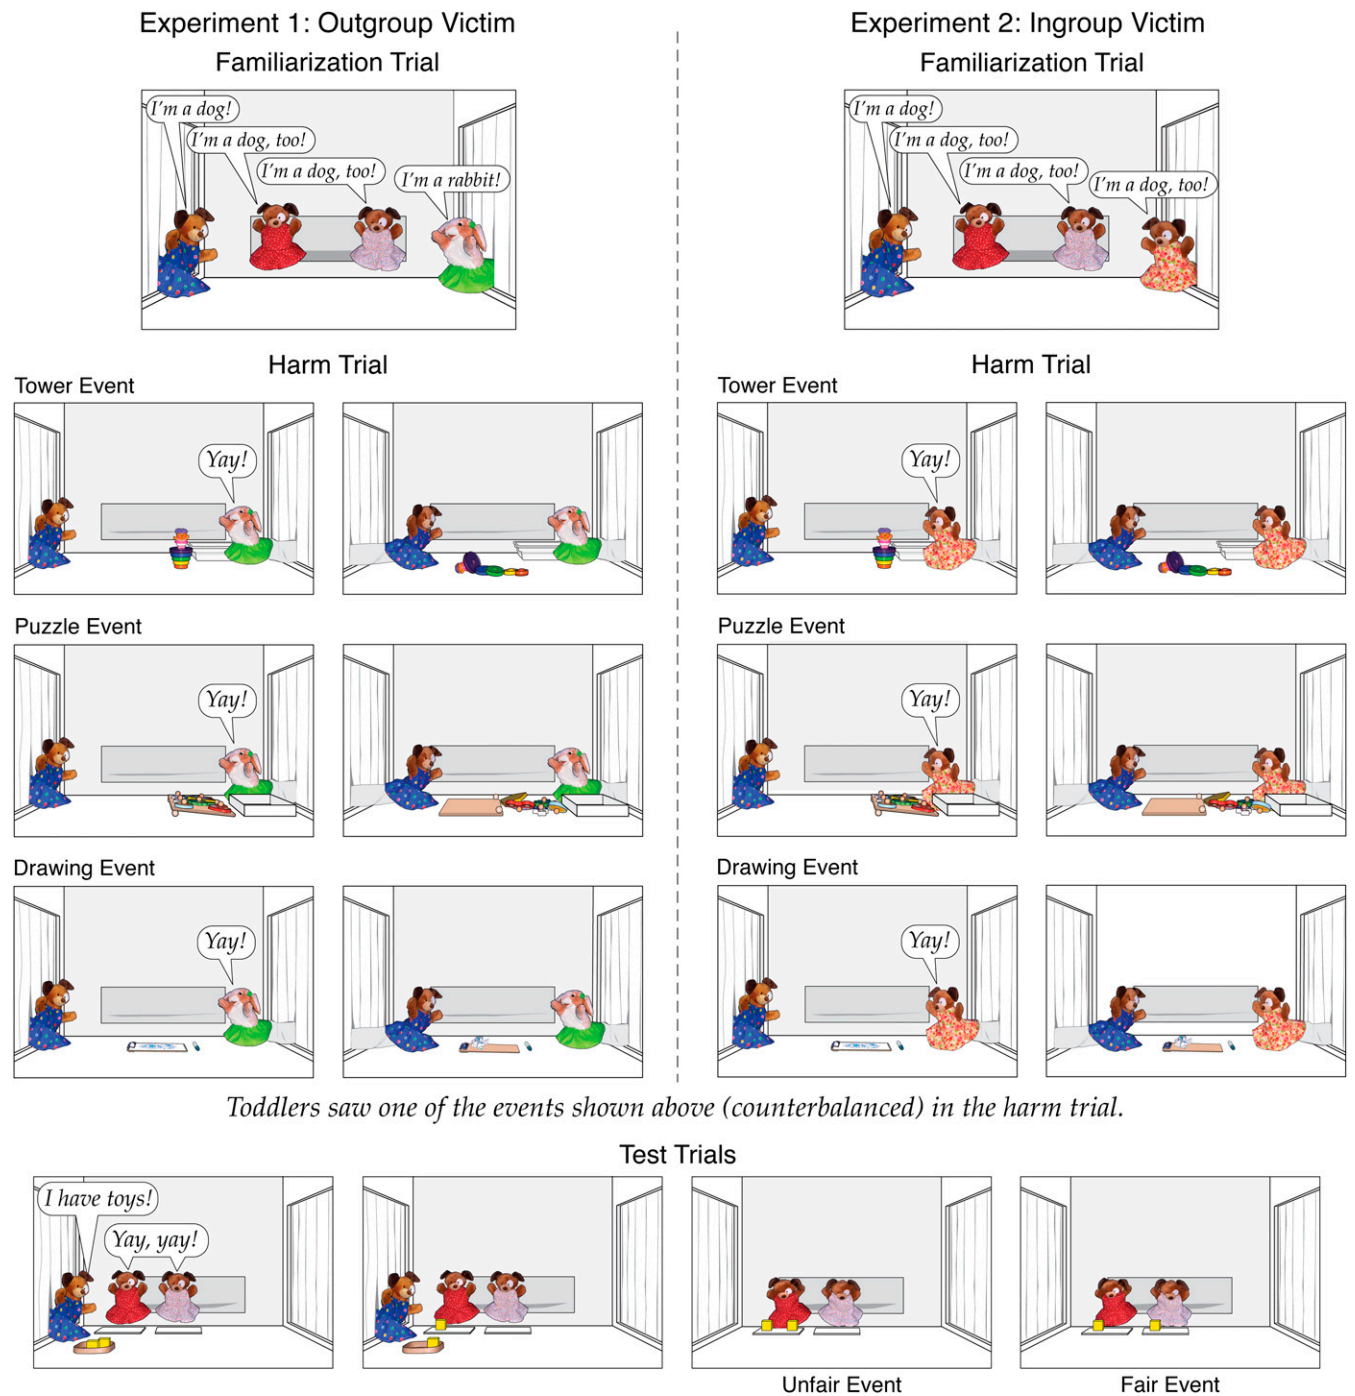 Experiment 1: Outgroup Victim
Familiarization Trial
I'm a dog!
I'm a dog, too!
I'm a dog, too!
I'm a rabbit!
Harm Trial
Tower Event
Yay!
Puzzle Event
Yay!
Drawing Event
Yay!
Experiment 2: Ingroup Victim
Familiarization Trial
I'm a dog!
I'm a dog, too!
I'm a dog, too!
I'm a dog, too!
Harm Trial
Tower Event
Yay!
Puzzle Event
Yay!
Drawing Event
Yay!
Toddlers saw one of the events shown above (counterbalanced) in the harm trial.
Test Trials
I have toys!
Yay, yay!
Unfair Event
Fair Event